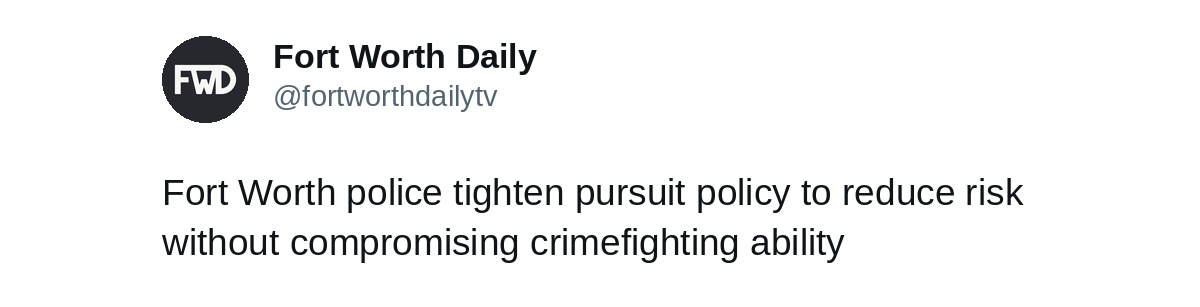 FWD
Fort Worth Daily
@fortworthdailytv
Fort Worth police tighten pursuit policy to reduce risk
without compromising crimefighting ability